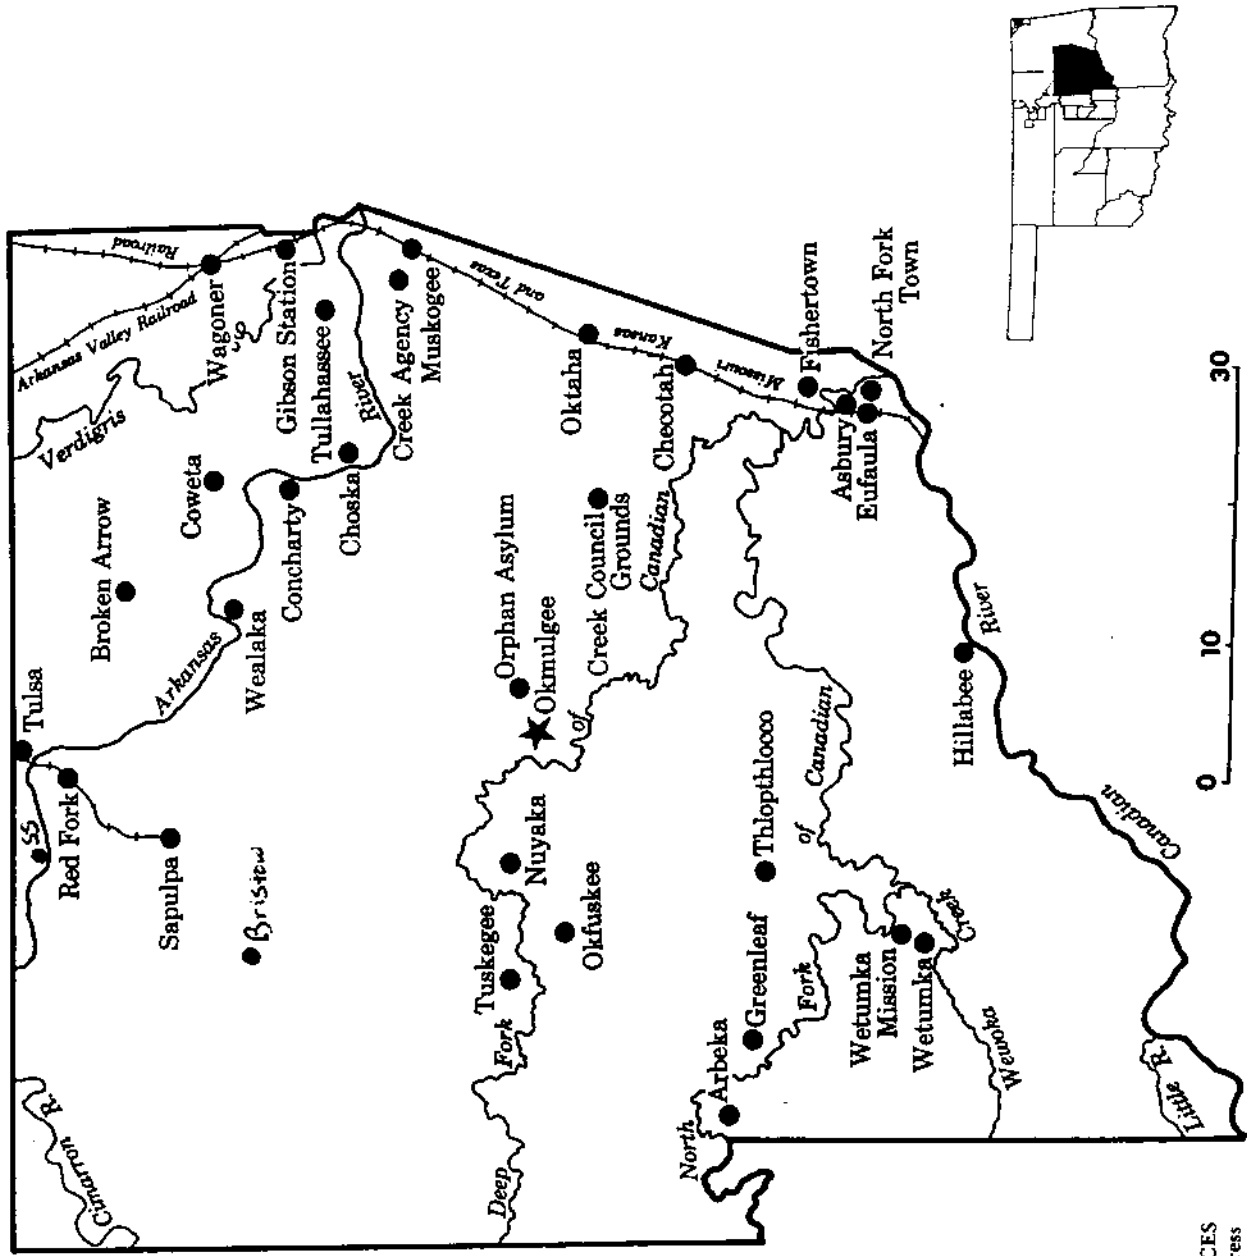 Tulsa
SS
Red Fork
Sapulpa
Bristow
Cimarron R.
Broken Arrow
Arkansas
Wealaka
Coweta
Concharty
Choska
Verdigris
Arkansas Valley Railroad
Railroad
Wagoner
Gibson Station
Tullahassee
River
Creek Agency
Muskogee
and Texas
Oktaha
Kansas
Checotah
Missouri
Fishertown
North Fork
Town
Asbury
Eufaula
Orphan Asylum
Okmulgee
Creek Council
Grounds
Canadian
of
Nuyaka
Tuskegee
Okfuskee
Fork
Deep
Thlopthlocco
Greenleaf
Arbeka
North
Fork
of
Canadian
Wetumka
Mission
Wetumka
Creek
Wewoka
Little R.
Hillabee
River
Canadian
0
10
30
CES
ress